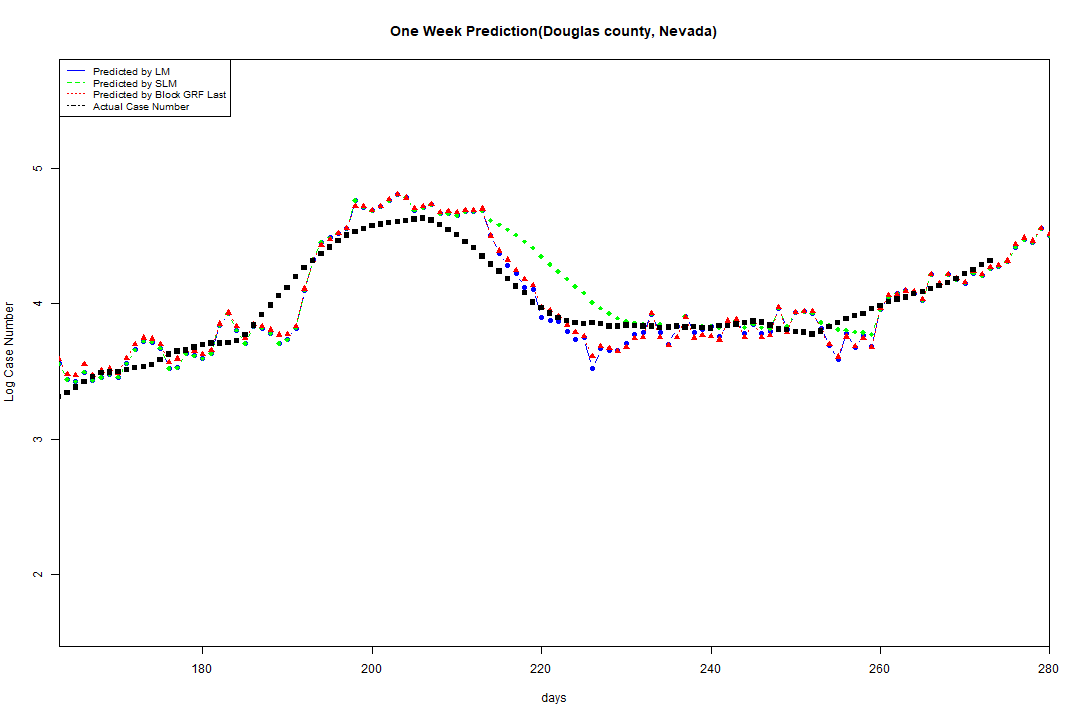 One Week Prediction(Douglas county, Nevada)
Predicted by LM
Predicted by SLM
Predicted by Block GRF Last
Actual Case Number
5
4
3
2
Log Case Number
180 200 220 240 260 280
days